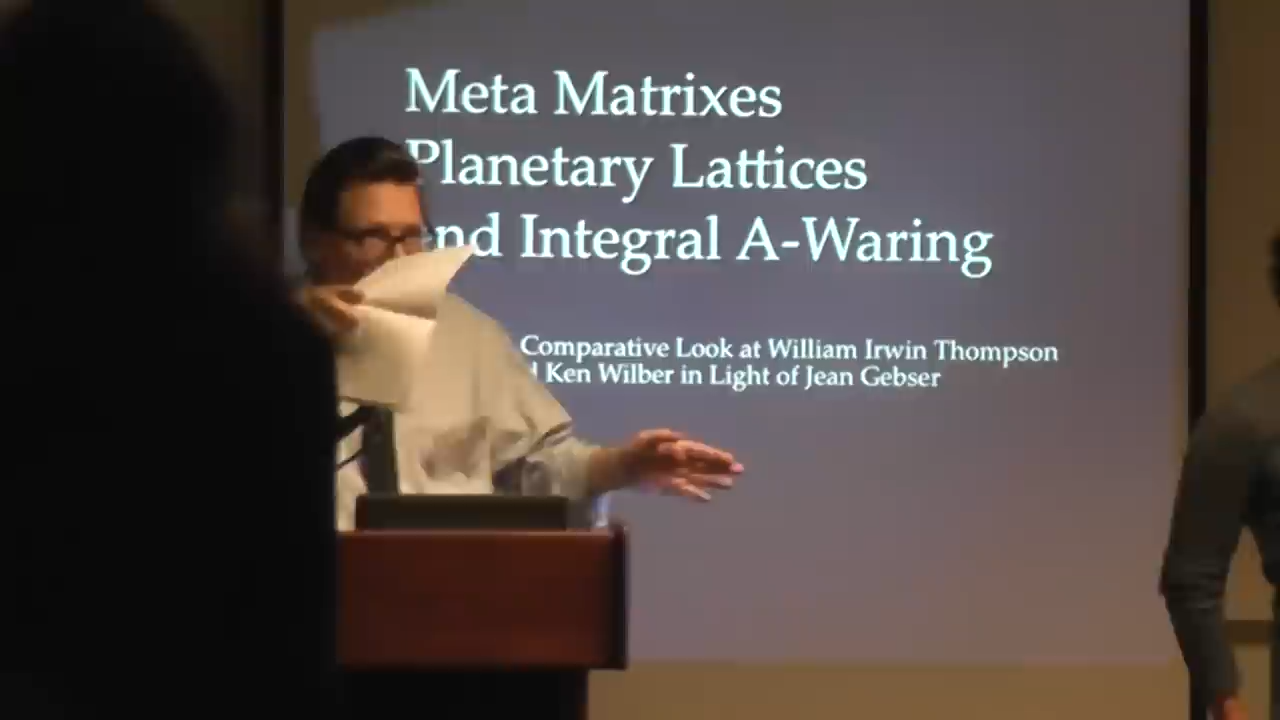 Meta Matrixes
Planetary Lattices
and Integral A-Waring
Comparative Look at William Irwin Thompson
Ken Wilber in Light of Jean Gebser